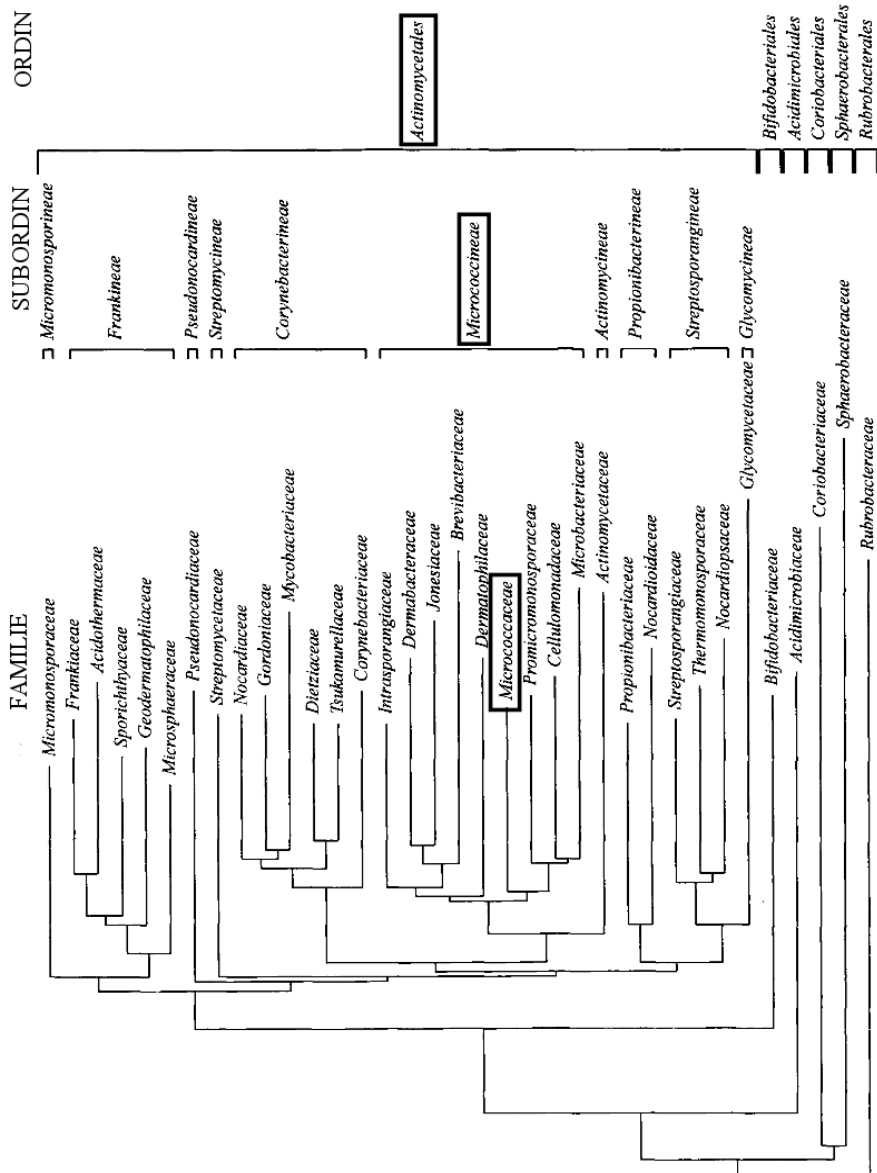 ORDIN
Actinomycetales
Bifidobacteriales
Acidimicrobiales
Coriobacteriales
Sphaerobacterales
Rubrobacterales
SUBORDIN
Micromonosporineae
Frankineae
Pseudonocardineae
Streptomycineae
Corynebacterineae
Micrococcineae
Actinomycineae
Propionibacterineae
Streptosporangineae
Glycomycineae
FAMILIE
Micromonosporaceae
Frankiaceae
Acidothermaceae
Sporichthyaceae
Geodermatophilaceae
Microsphaeraceae
Pseudonocardiaceae
Streptomycetaceae
Nocardiaceae
Gordoniaceae
Mycobacteriaceae
Dietziaceae
Tsukamurellaceae
Corynebacteriaceae
Intrasporangiaceae
Dermabacteraceae
Jonesiaceae
Brevibacteriaceae
Dermatophilaceae
Micrococcaceae
Promicromonosporaceae
Cellulomonadaceae
Microbacteriaceae
Actinomycetaceae
Propionibacteriaceae
Nocardioidaceae
Streptosporangiaceae
Thermomonosporaceae
Nocardiopsaceae
Glycomycetaceae
Bifidobacteriaceae
Acidimicrobiaceae
Coriobacteriaceae
Sphaerobacteraceae
Rubrobacteraceae